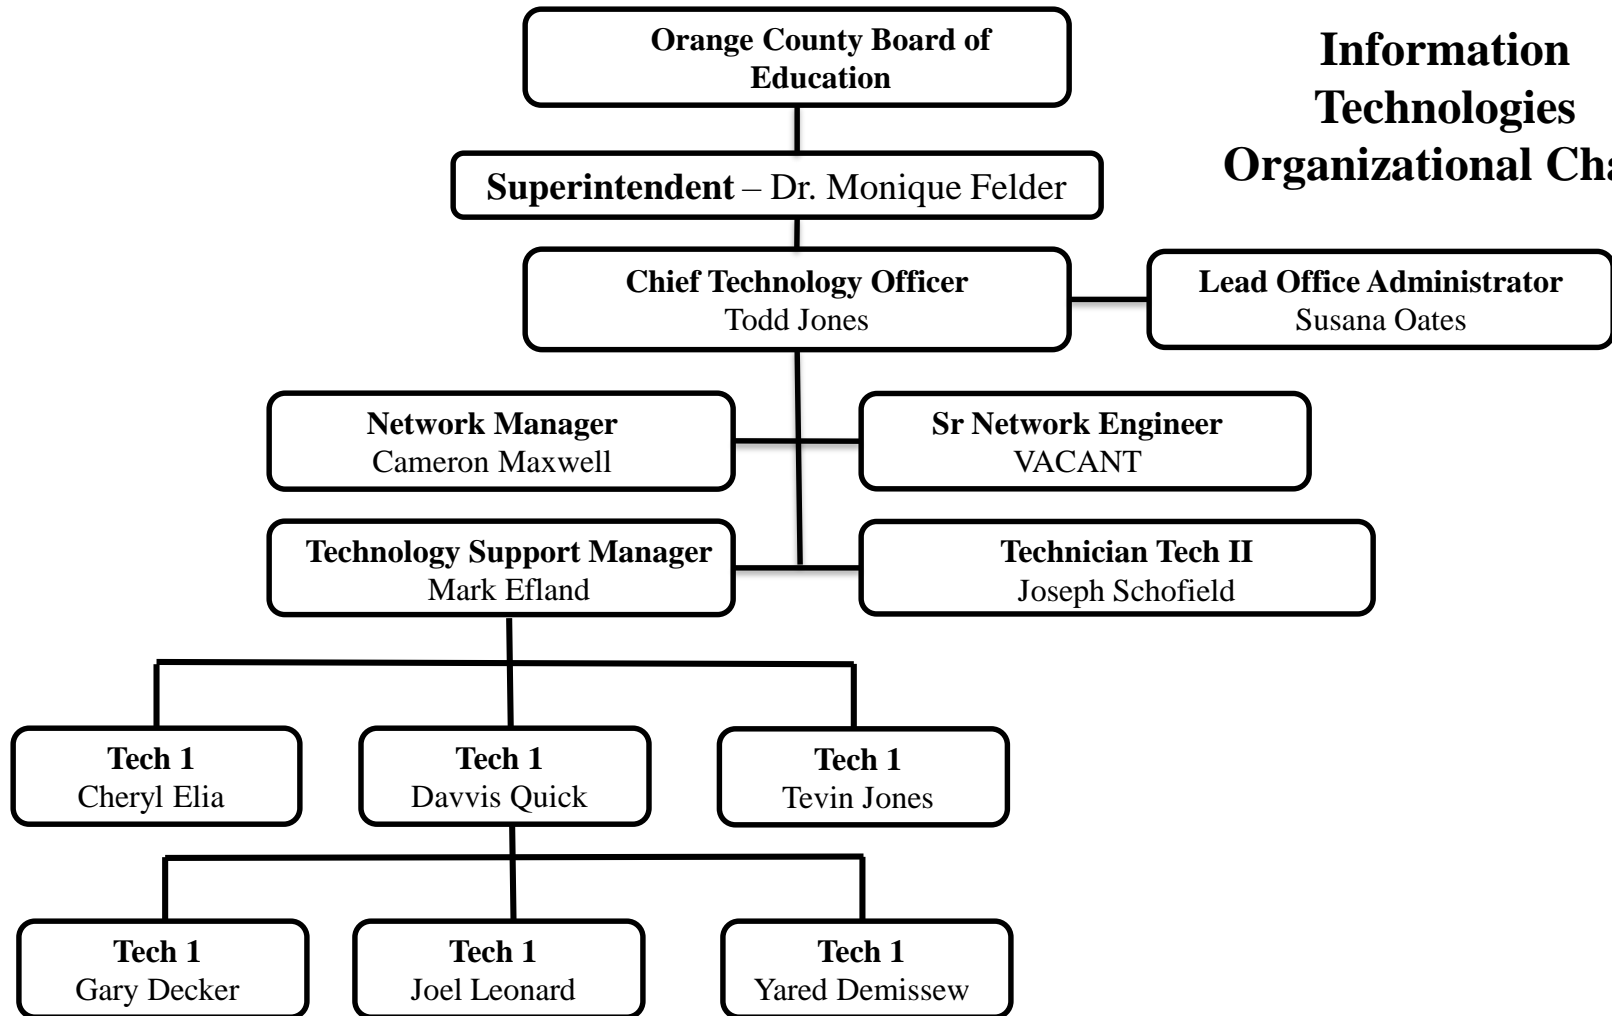 Orange County Board of
Education
Information
Technologies
Organizational Cha
Superintendent – Dr. Monique Felder
Chief Technology Officer
Todd Jones
Lead Office Administrator
Susana Oates
Network Manager
Cameron Maxwell
Sr Network Engineer
VACANT
Technology Support Manager
Mark Efland
Technician Tech II
Joseph Schofield
Tech 1
Cheryl Elia
Tech 1
Davvis Quick
Tech 1
Tevin Jones
Tech 1
Gary Decker
Tech 1
Joel Leonard
Tech 1
Yared Demissew